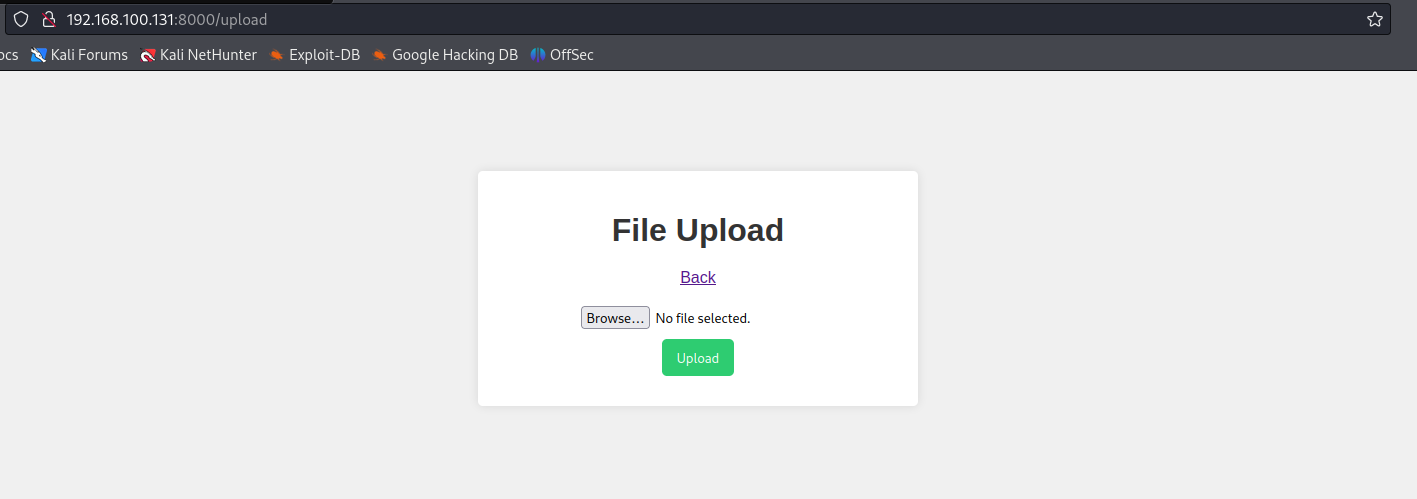 192.168.100.131:8000/upload
ocs Kali Forums Kali NetHunter Exploit-DB Google Hacking DB OffSec
File Upload
Back
Browse... No file selected.
Upload